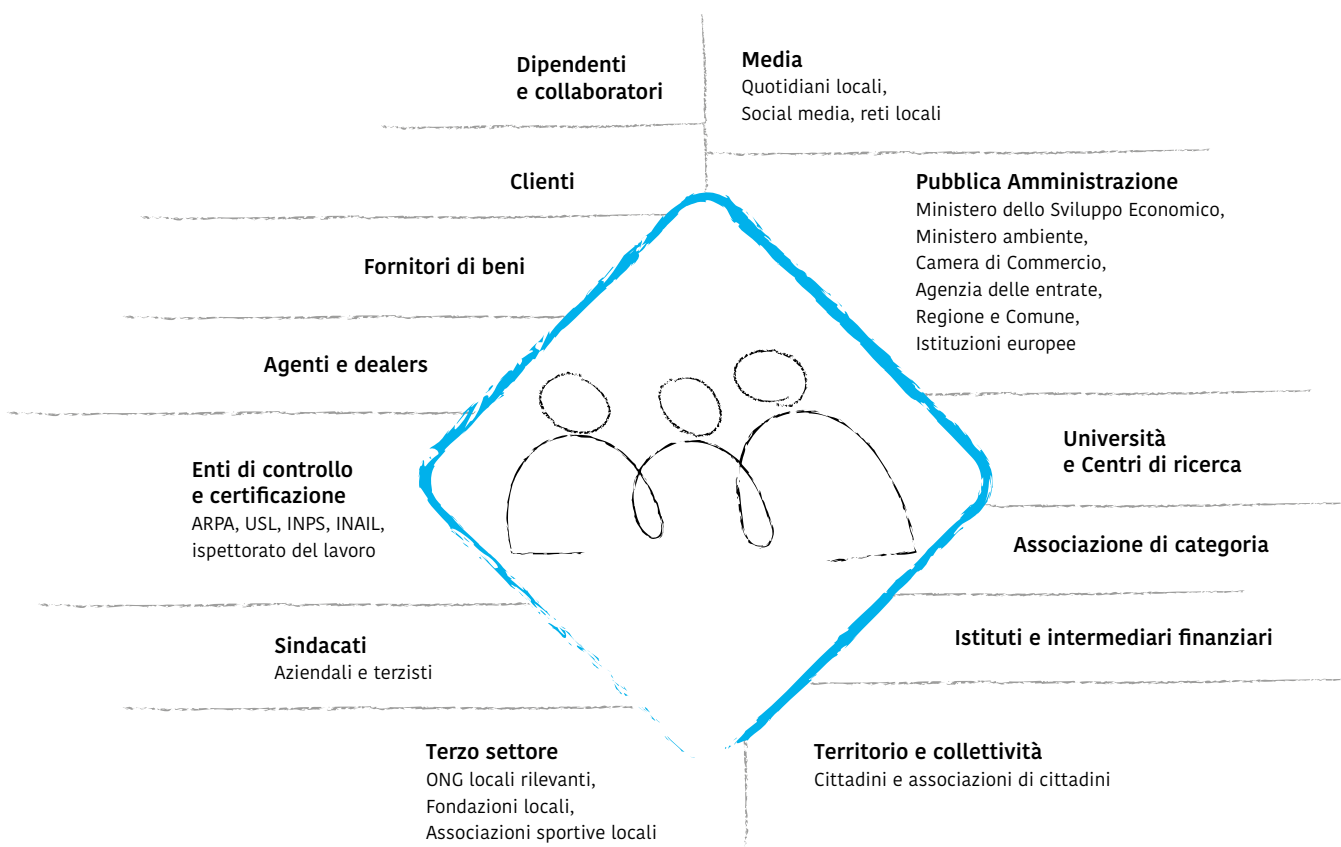 Dipendenti
e collaboratori
Media
Quotidiani locali,
Social media, reti locali
Clienti
Pubblica Amministrazione
Ministero dello Sviluppo Economico,
Ministero ambiente,
Camera di Commercio,
Agenzia delle entrate,
Regione e Comune,
Istituzioni europee
Fornitori di beni
Agenti e dealers
Università
e Centri di ricerca
Enti di controllo
e certificazione
ARPA, USL, INPS, INAIL,
ispettorato del lavoro
Associazione di categoria
Istituti e intermediari finanziari
Sindacati
Aziendali e terzisti
Terzo settore
ONG locali rilevanti,
Fondazioni locali,
Associazioni sportive locali
Territorio e collettività
Cittadini e associazioni di cittadini